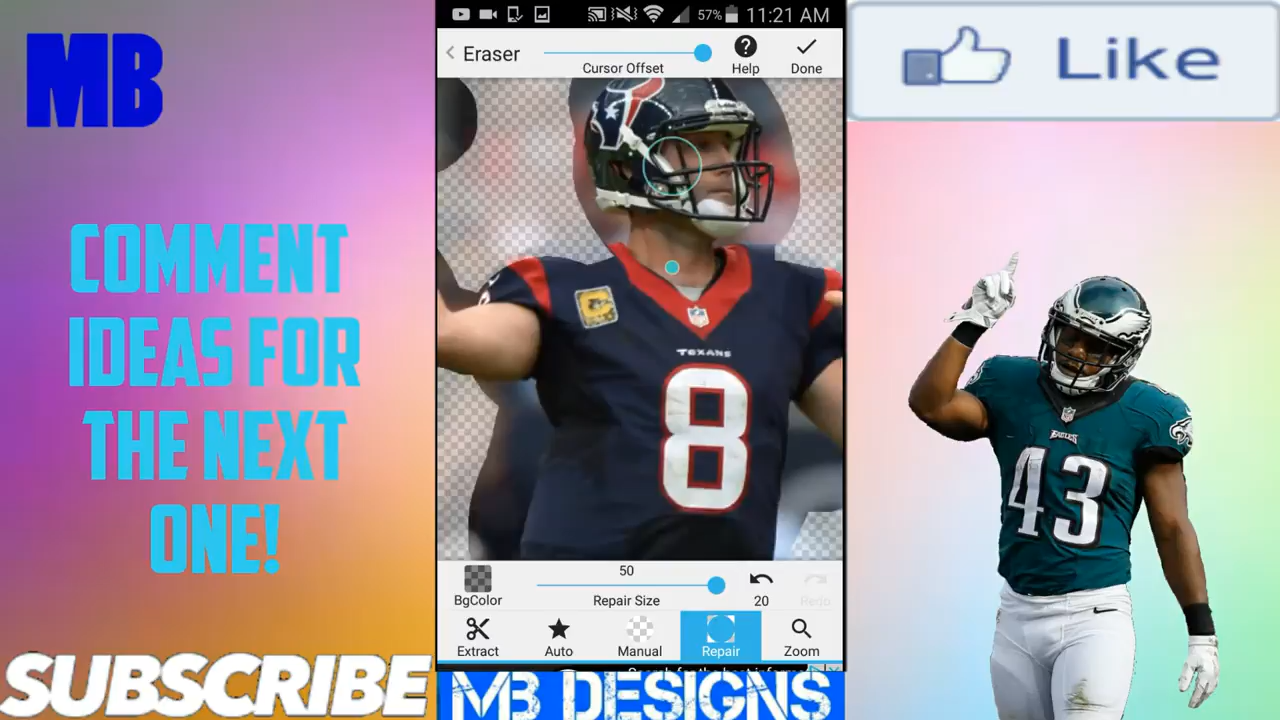 MB
COMMENT
IDEAS FOR
THE NEXT
ONE!
SUBSCRIBE
57% 11:21 AM
Eraser
Cursor Offset
Help
Done
TEXANS
8
C
NFL
BgColor
50
Repair Size
20
Redo
Extract
Auto
Manual
Repair
Zoom
MB DESIGNS
Like
EAGLES
43